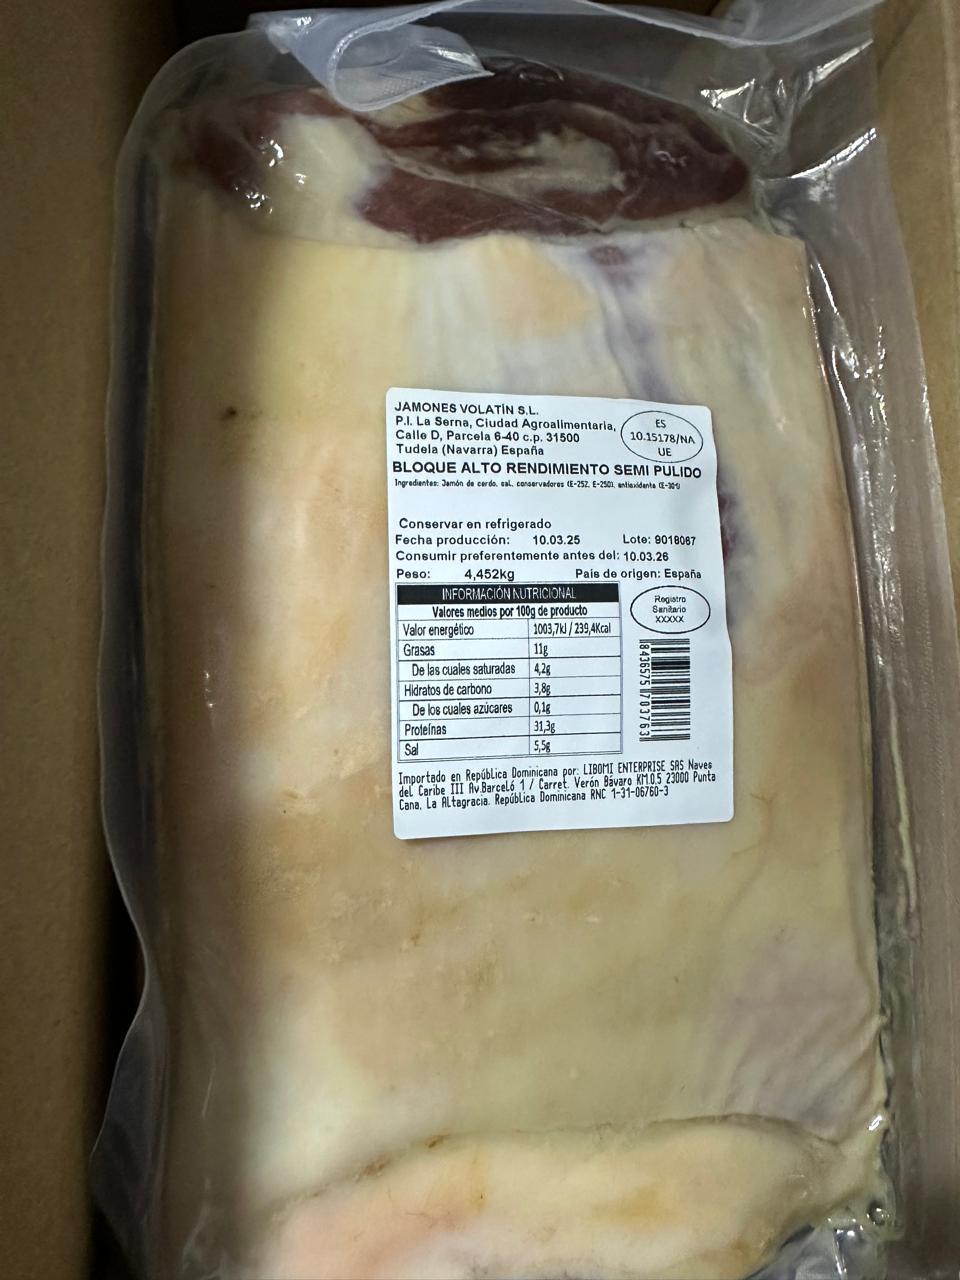 JAMONES VOLATÍN S.L.
P.I. La Serna, Ciudad Agroalimentaria,
Calle D, Parcela 6-40 c.p. 31500
Tudela (Navarra) España
ES
10.15178/NA
UE
BLOQUE ALTO RENDIMIENTO SEMI PULIDO
Ingredientes: Jamón de cerdo, sal, conservadores (E-252, E-250), antioxidante (E-301)
Conservar en refrigerado
Fecha producción: 10.03.25 Lote: 9018087
Consumir preferentemente antes del: 10.03.26
Peso: 4,452kg País de origen: España
INFORMACIÓN NUTRICIONAL
Valores medios por 100g de producto
Valor energético 1003,7kJ / 239,4Kcal
Grasas 11g
De las cuales saturadas 4,2g
Hidratos de carbono 3,8g
De los cuales azúcares 0,1g
Proteínas 31,3g
Sal 5,5g
Registro
Sanitario
XXXXX
8436575703763
Importado en República Dominicana por: LIBOMI ENTERPRISE SAS Naves
del Caribe III Av.Barceló 1 / Carret. Verón Bávaro KM.0.5 23000 Punta
Cana, La Altagracia. República Dominicana RNC 1-31-06760-3